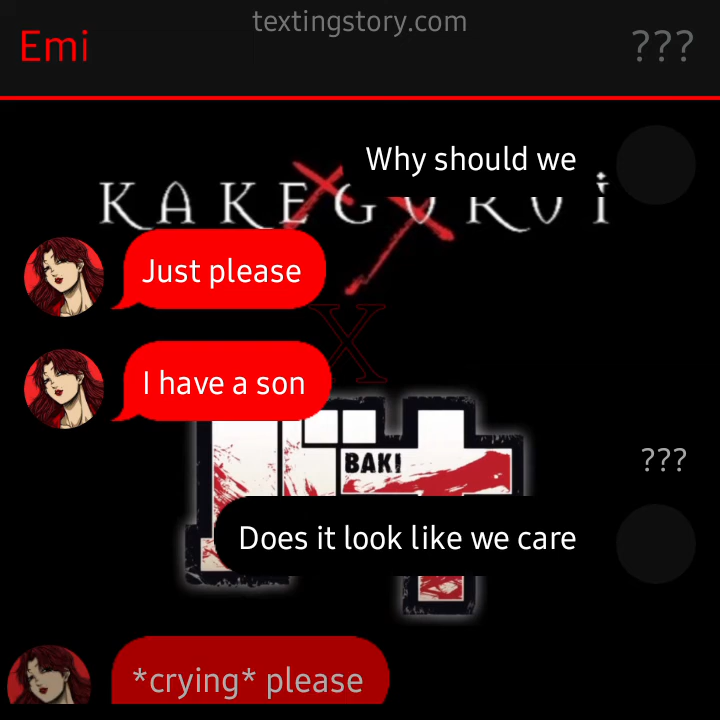 textingstory.com
Emi
???
Why should we
KAKEGURUI
Just please
X
I have a son
BAKI
???
Does it look like we care
*crying* please